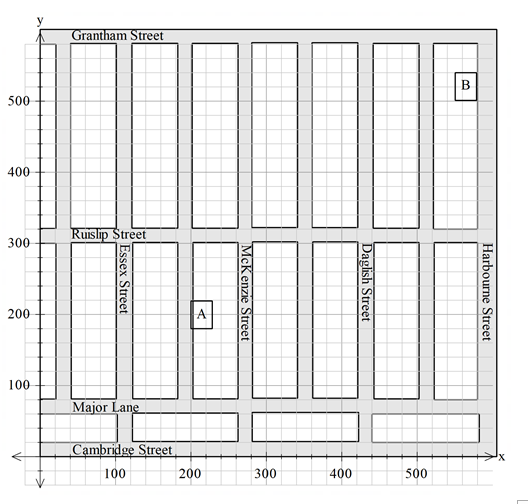 y
Grantham Street
B
500
400
300
Ruislip Street
Essex Street
McKenzie Street
Daglish Street
Harbourne Street
200
A
100
Major Lane
Cambridge Street
x
100 200 300 400 500